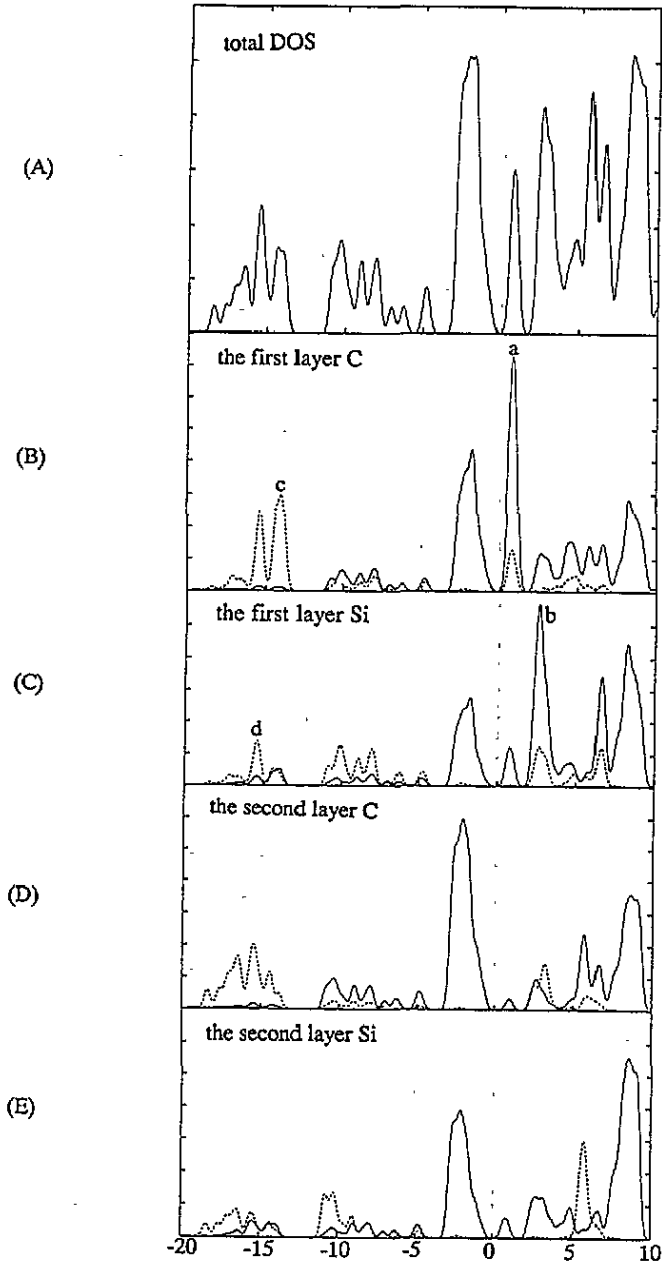 total DOS
(A)
a
the first layer C
(B)
c
the first layer Si
b
(C)
d
the second layer C
(D)
the second layer Si
(E)
-20 -15 -10 -5 0 5 10